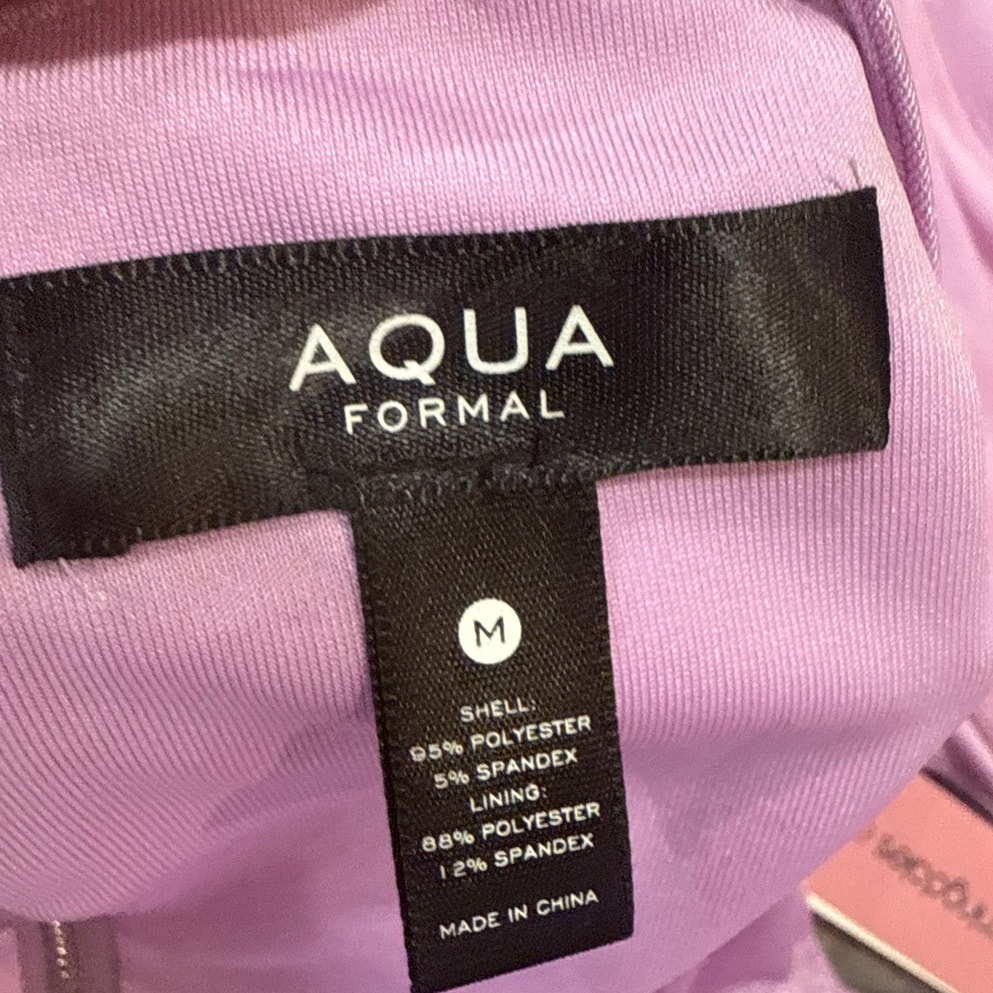 AQUA
FORMAL
M
SHELL:
95% POLYESTER
5% SPANDEX
LINING:
88% POLYESTER
12% SPANDEX
MADE IN CHINA